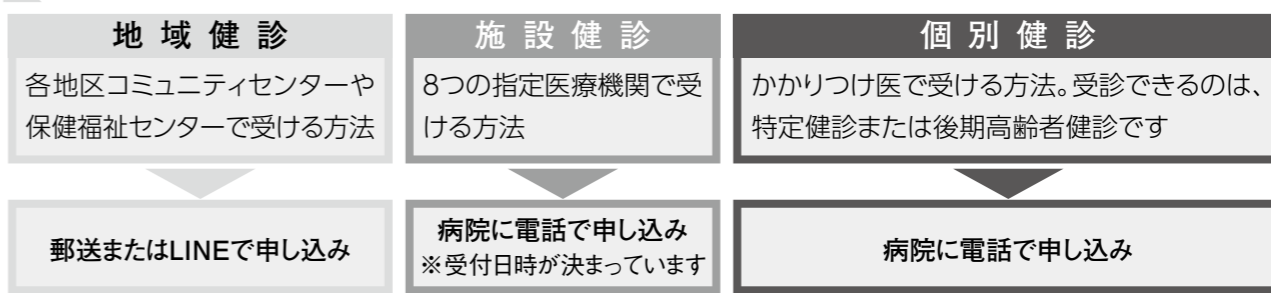 地域健診
各地区コミュニティセンターや
保健福祉センターで受ける方法
郵送またはLINEで申し込み
施設健診
8つの指定医療機関で受
ける方法
病院に電話で申し込み
※受付日時が決まっています
個別健診
かかりつけ医で受ける方法。受診できるのは、
特定健診または後期高齢者健診です
病院に電話で申し込み